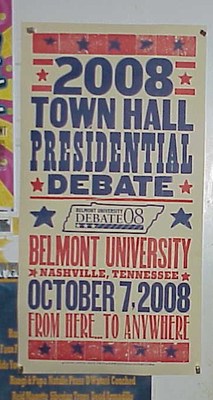 2008
TOWN HALL
PRESIDENTIAL
DEBATE
BELMONT UNIVERSITY
DEBATE 08
BELMONT UNIVERSITY
NASHVILLE, TENNESSEE
OCTOBER 7, 2008
FROM HERE TO ANYWHERE